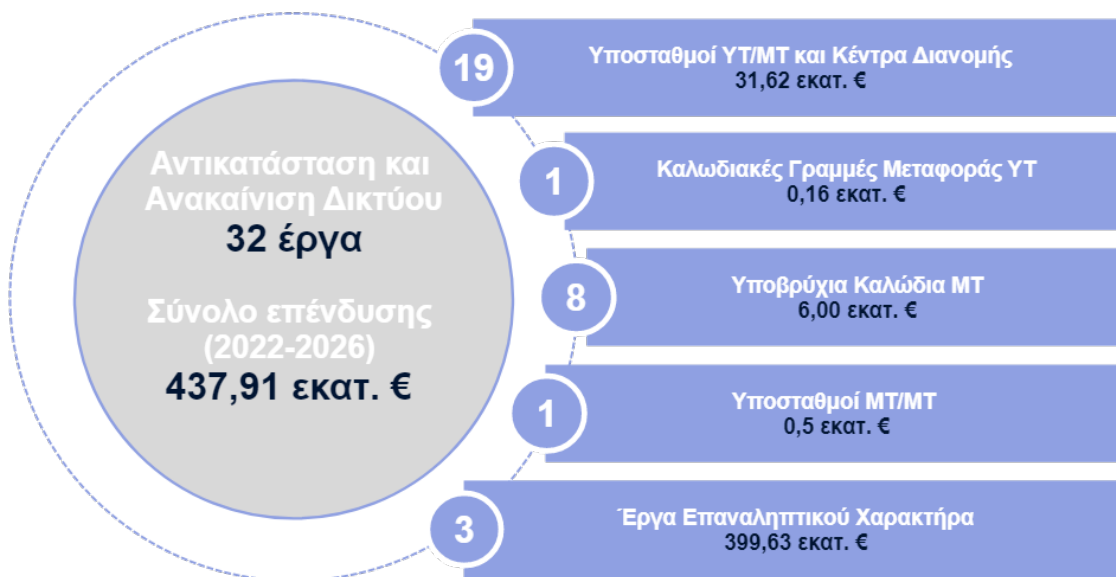 Αντικατάσταση και
Ανακαίνιση Δικτύου
32 έργα
Σύνολο επένδυσης
(2022-2026)
437,91 εκατ. €
19
Υποσταθμοί ΥΤ/ΜΤ και Κέντρα Διανομής
31,62 εκατ. €
1
Καλωδιακές Γραμμές Μεταφοράς ΥΤ
0,16 εκατ. €
8
Υποβρύχια Καλώδια ΜΤ
6,00 εκατ. €
1
Υποσταθμοί ΜΤ/ΜΤ
0,5 εκατ. €
3
Έργα Επαναληπτικού Χαρακτήρα
399,63 εκατ. €